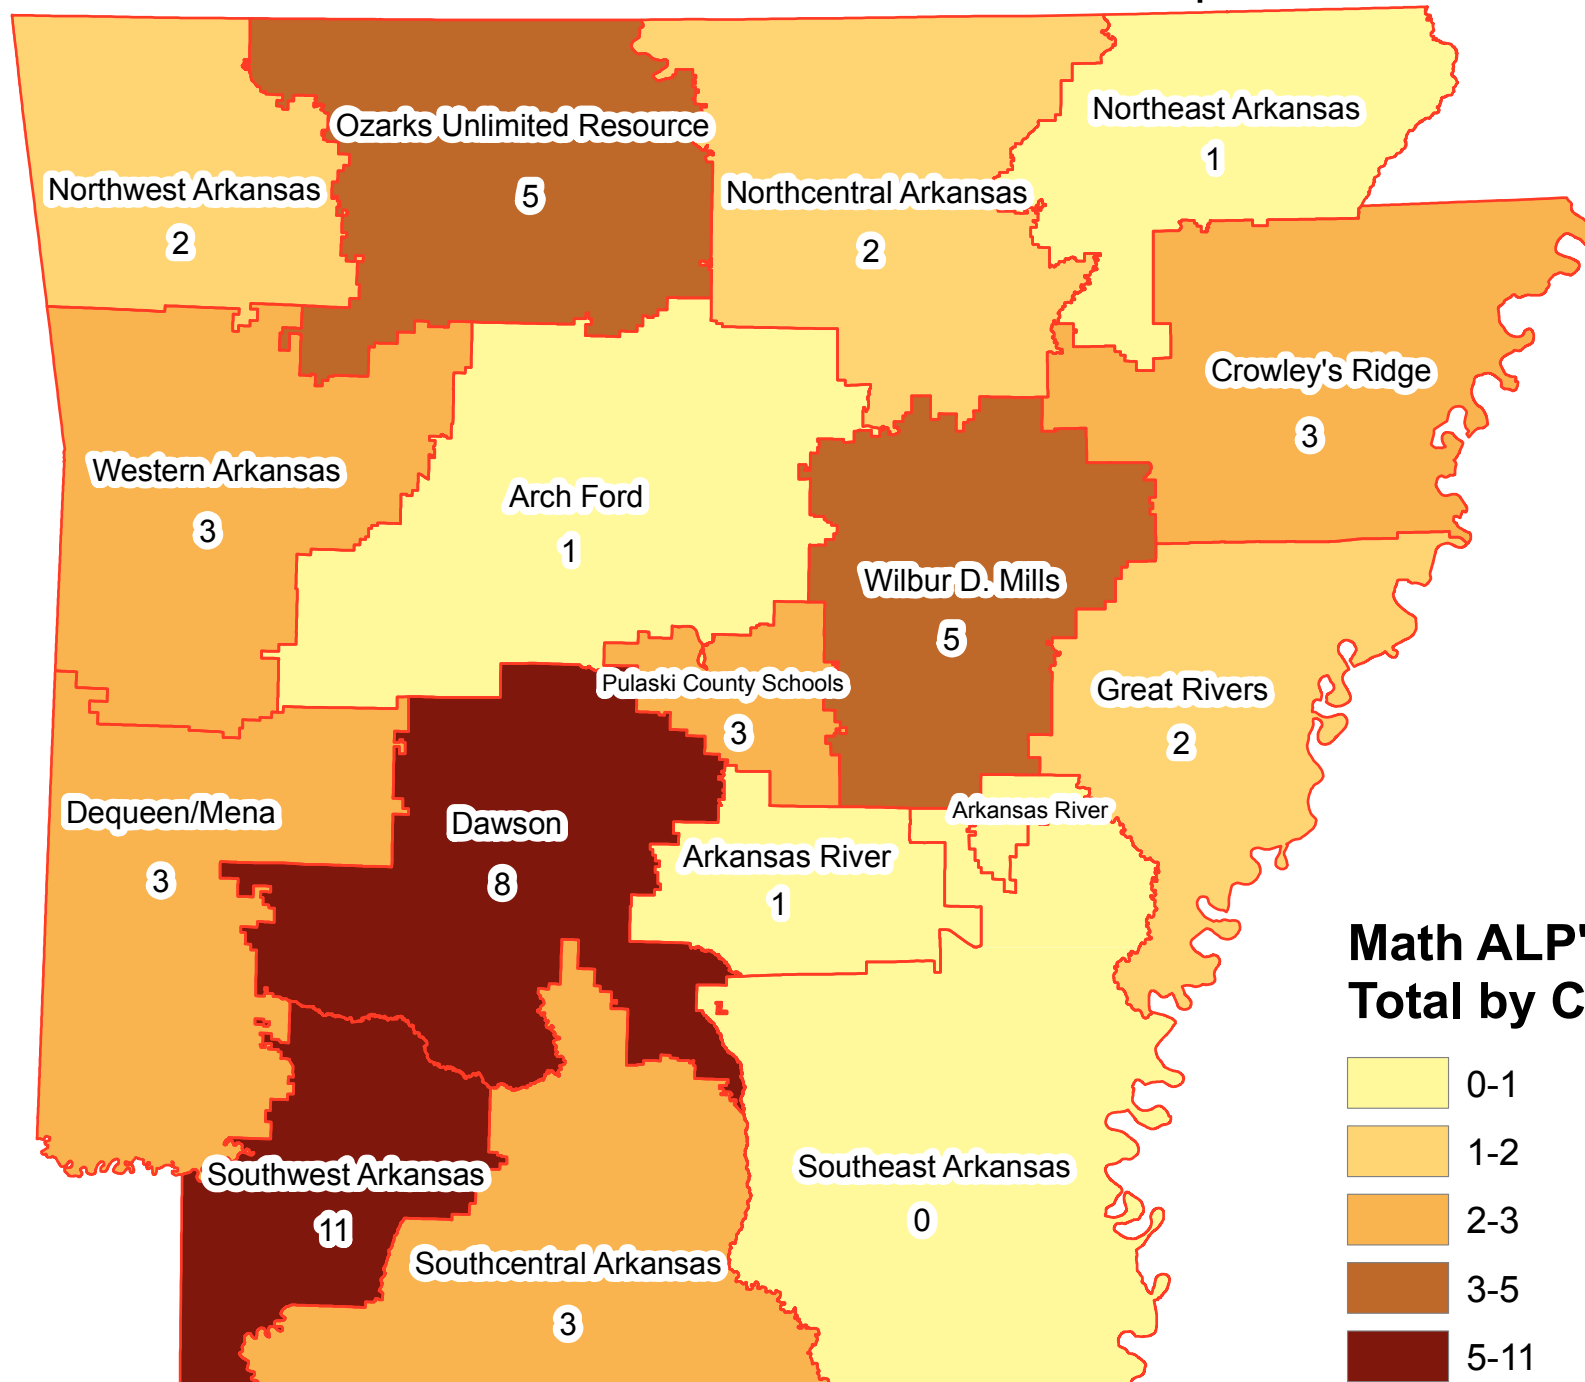 Ozarks Unlimited Resource
5
Northeast Arkansas
1
Northwest Arkansas
2
Northcentral Arkansas
2
Crowley's Ridge
3
Western Arkansas
3
Arch Ford
1
Wilbur D. Mills
5
Pulaski County Schools
3
Great Rivers
2
Dequeen/Mena
3
Dawson
8
Arkansas River
Arkansas River
1
Southwest Arkansas
11
Southeast Arkansas
0
Southcentral Arkansas
3
Math ALP'
Total by C
0-1
1-2
2-3
3-5
5-11